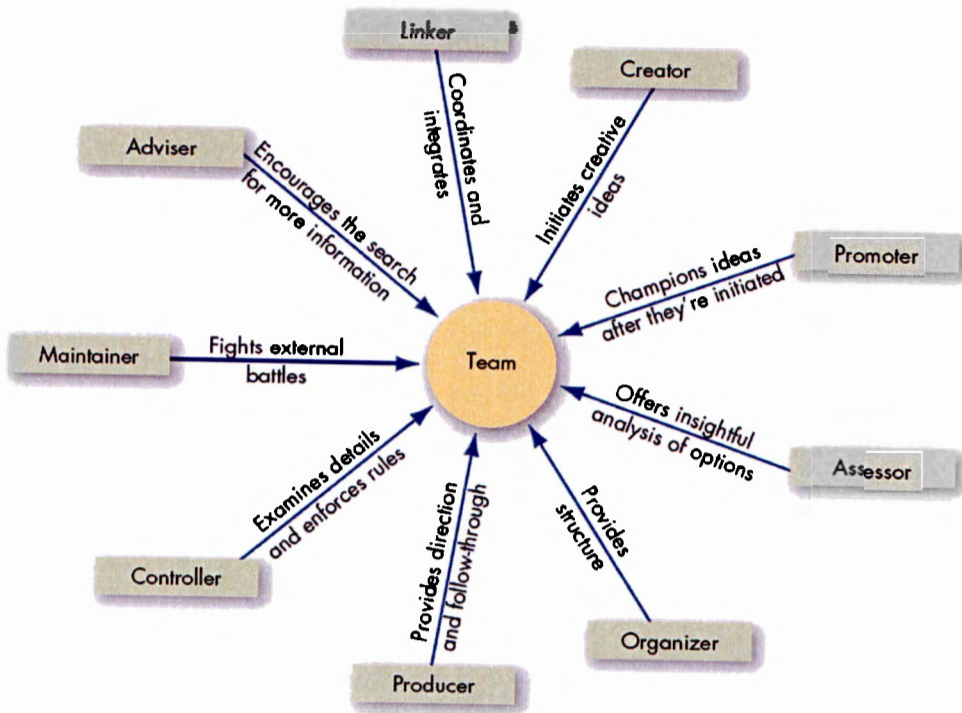 Linker
Coordinates and
integrates
Creator
Initiates creative
ideas
Promoter
Champions ideas
after they're initiated
Assessor
Offers insightful
analysis of options
Organizer
Provides
structure
Producer
Provides direction
and follow-through
Controller
Examines details
and enforces rules
Maintainer
Fights external
battles
Adviser
Encourages the search
for more information
Team